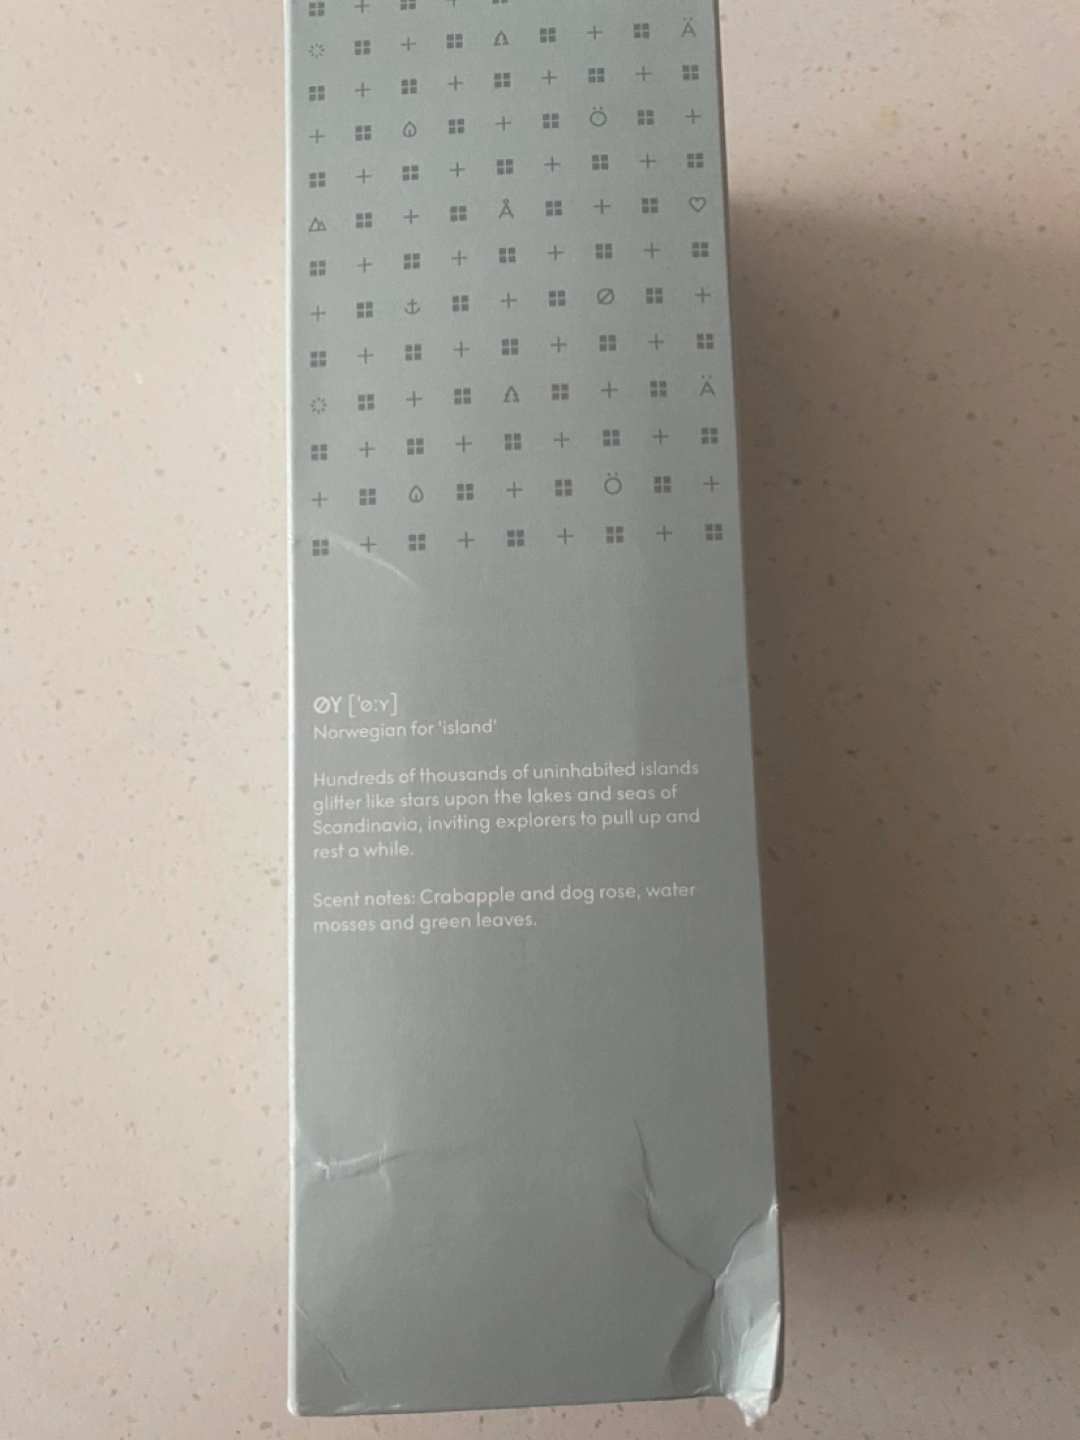 Ä
Ö
Å
Ø
Ä
Ö
ØY ['ø:ʏ]
Norwegian for 'island'
Hundreds of thousands of uninhabited islands
glitter like stars upon the lakes and seas of
Scandinavia, inviting explorers to pull up and
rest a while.
Scent notes: Crabapple and dog rose, water
mosses and green leaves.